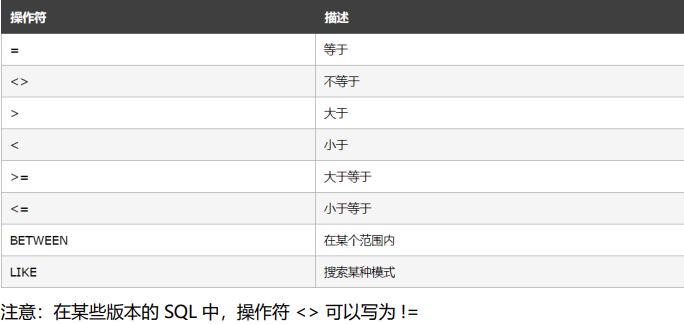 操作符 描述
= 等于
<> 不等于
> 大于
< 小于
>= 大于等于
<= 小于等于
BETWEEN 在某个范围内
LIKE 搜索某种模式
注意：在某些版本的 SQL 中，操作符 <> 可以写为 !=